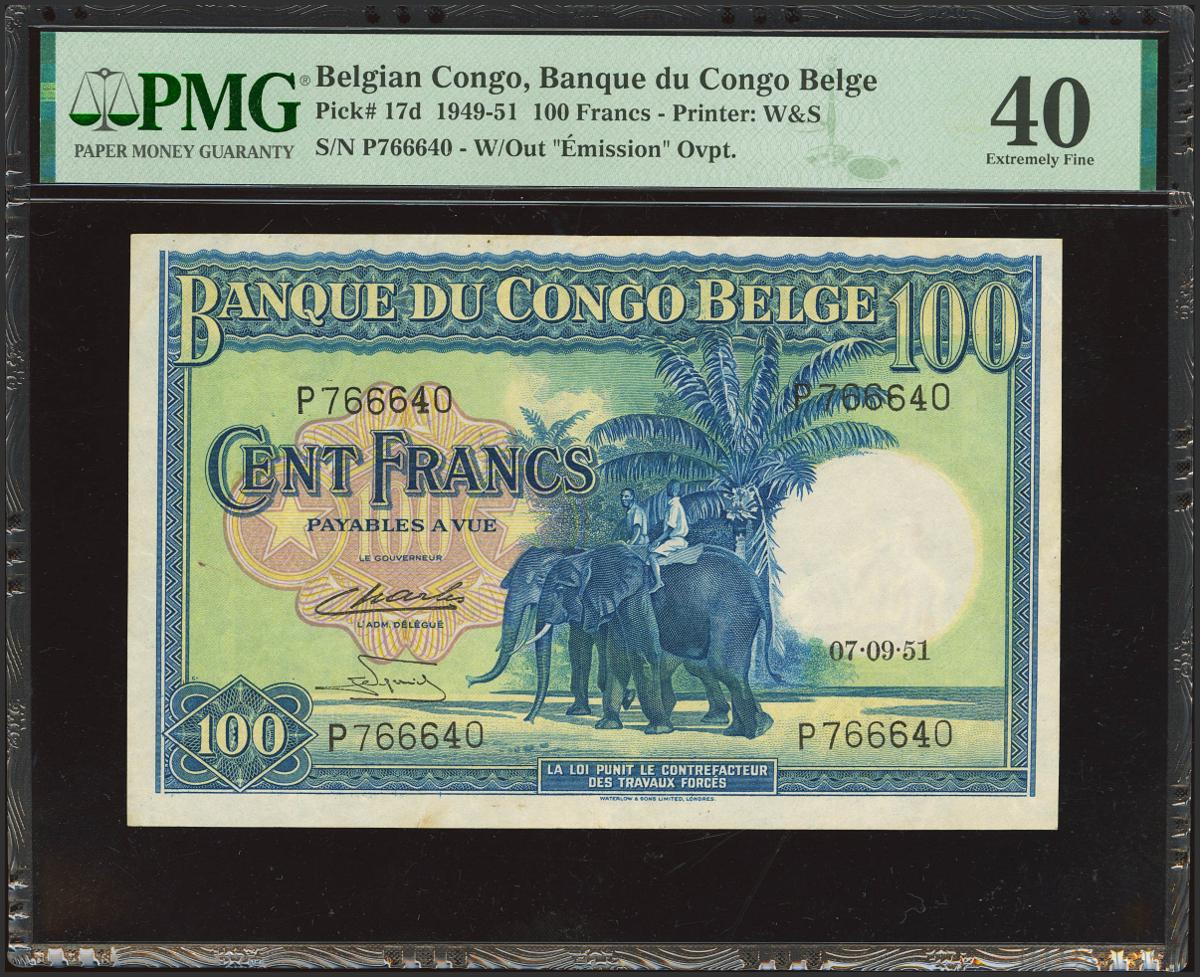 PMG®
PAPER MONEY GUARANTY
Belgian Congo, Banque du Congo Belge
Pick# 17d 1949-51 100 Francs - Printer: W&S
S/N P766640 - W/Out "Émission" Ovpt.
40
Extremely Fine
BANQUE DU CONGO BELGE 100
P766640 P766640
CENT FRANCS
100
PAYABLES A VUE
LE GOUVERNEUR
L'ADM. DÉLÉGUÉ
07·09·51
100 P766640 P766640
LA LOI PUNIT LE CONTREFACTEUR
DES TRAVAUX FORCÉS
WATERLOW & SONS LIMITED, LONDRES.